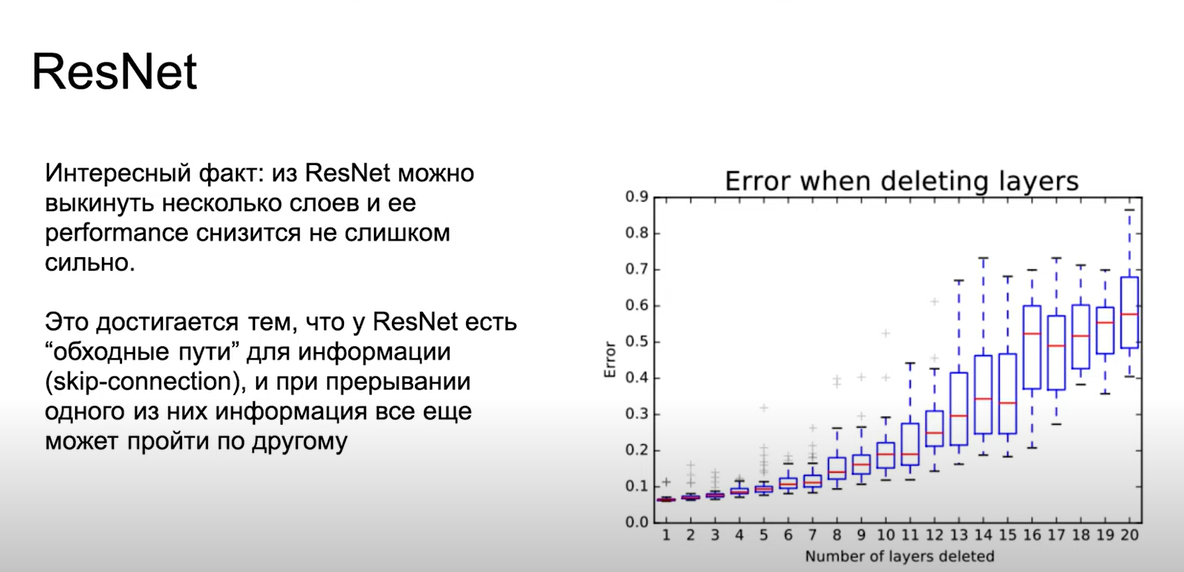 ResNet
Интересный факт: из ResNet можно
выкинуть несколько слоев и ее
performance снизится не слишком
сильно.
Это достигается тем, что у ResNet есть
“обходные пути” для информации
(skip-connection), и при прерывании
одного из них информация все еще
может пройти по другому
Error when deleting layers
0.9
0.8
0.7
0.6
0.5
0.4
0.3
0.2
0.1
0.0
Error
1 2 3 4 5 6 7 8 9 10 11 12 13 14 15 16 17 18 19 20
Number of layers deleted